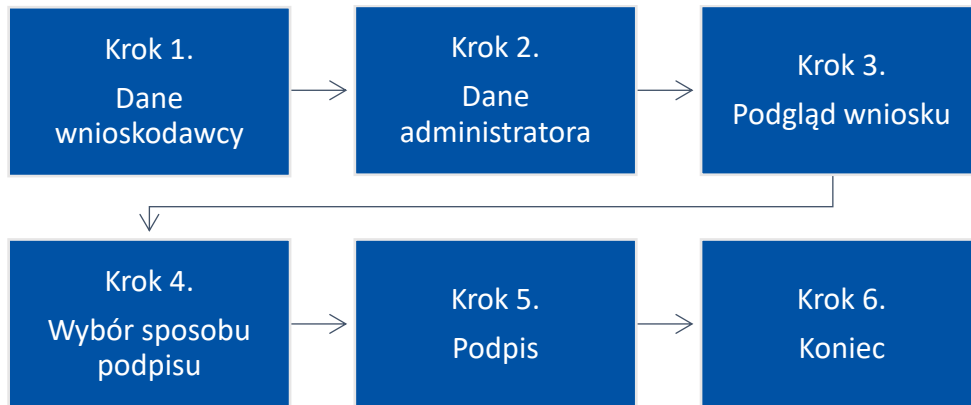 Krok 1.
Dane
wnioskodawcy
Krok 2.
Dane
administratora
Krok 3.
Podgląd wniosku
Krok 4.
Wybór sposobu
podpisu
Krok 5.
Podpis
Krok 6.
Koniec